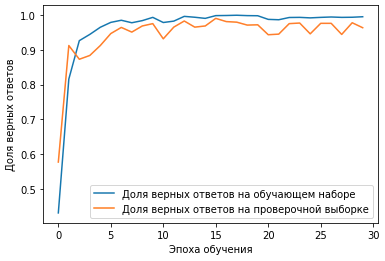 1.0
0.9
0.8
0.7
0.6
0.5
Доля верных ответов
Доля верных ответов на обучающем наборе
Доля верных ответов на проверочной выборке
0 5 10 15 20 25 30
Эпоха обучения